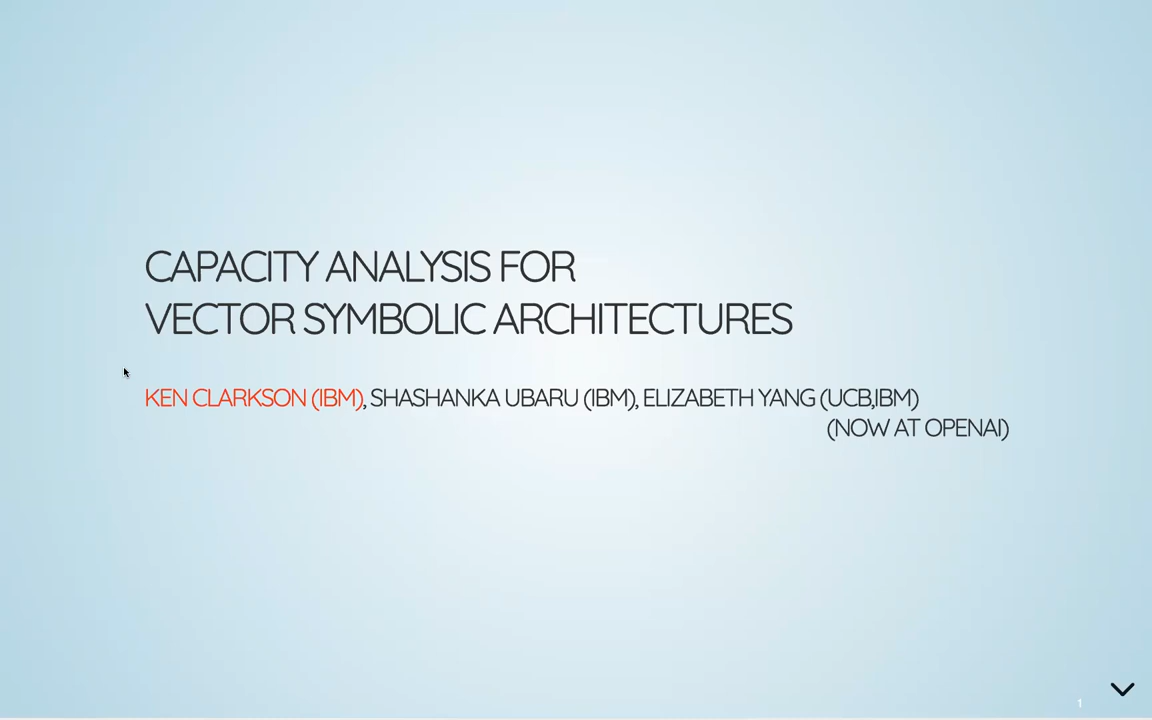 CAPACITY ANALYSIS FOR
VECTOR SYMBOLIC ARCHITECTURES
KEN CLARKSON (IBM), SHASHANKA UBARU (IBM), ELIZABETH YANG (UCB,IBM)
(NOW AT OPENAI)
1